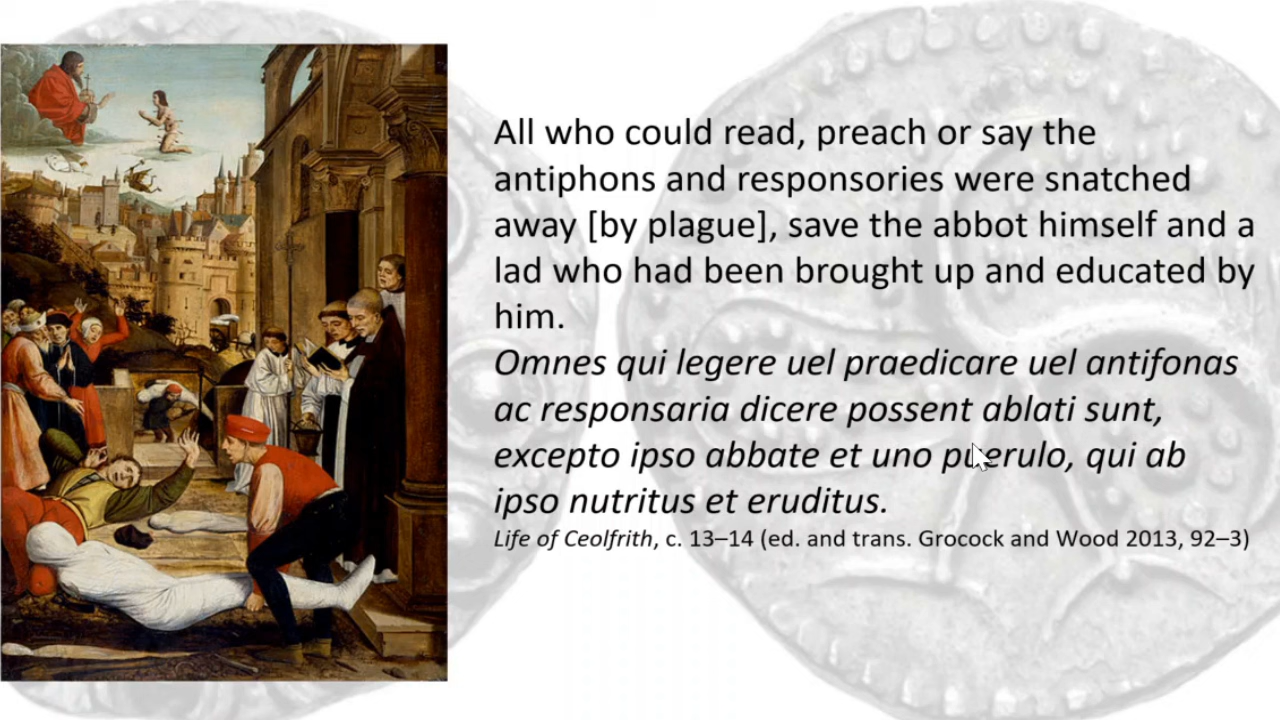 All who could read, preach or say the
antiphons and responsories were snatched
away [by plague], save the abbot himself and a
lad who had been brought up and educated by
him.
Omnes qui legere uel praedicare uel antifonas
ac responsaria dicere possent ablati sunt,
excepto ipso abbate et uno puerulo, qui ab
ipso nutritus et eruditus.
Life of Ceolfrith, c. 13–14 (ed. and trans. Grocock and Wood 2013, 92–3)